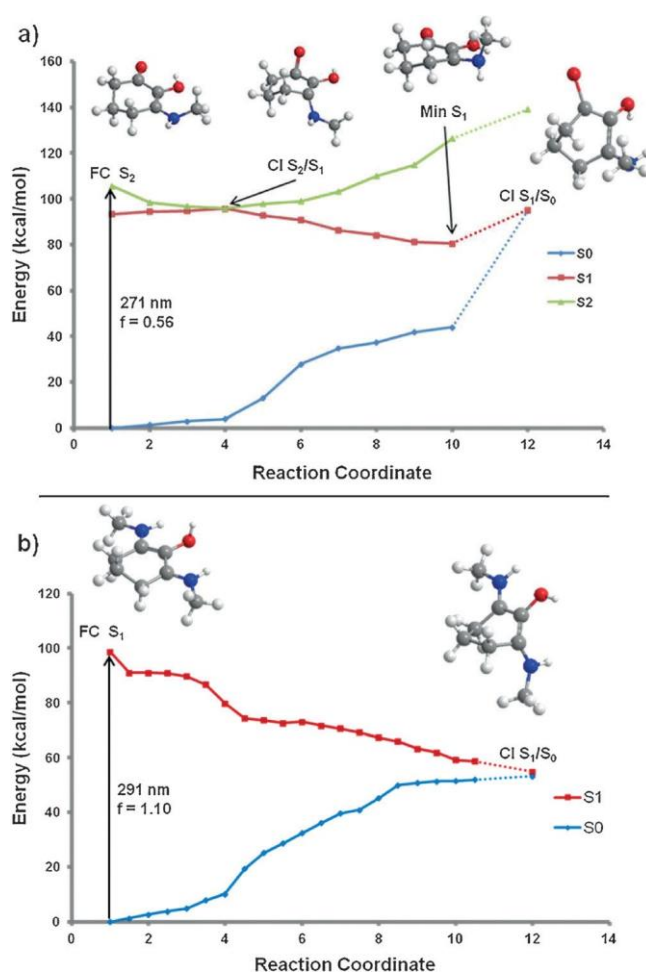 a)
160
140
120
100
80
60
40
20
0
Energy (kcal/mol)
FC S₂
CI S₂/S₁
Min S₁
CI S₁/S₀
271 nm
f = 0.56
S0
S1
S2
0 2 4 6 8 10 12 14
Reaction Coordinate
b)
120
100
80
60
40
20
0
Energy (kcal/mol)
FC S₁
CI S₁/S₀
291 nm
f = 1.10
S1
S0
0 2 4 6 8 10 12 14
Reaction Coordinate